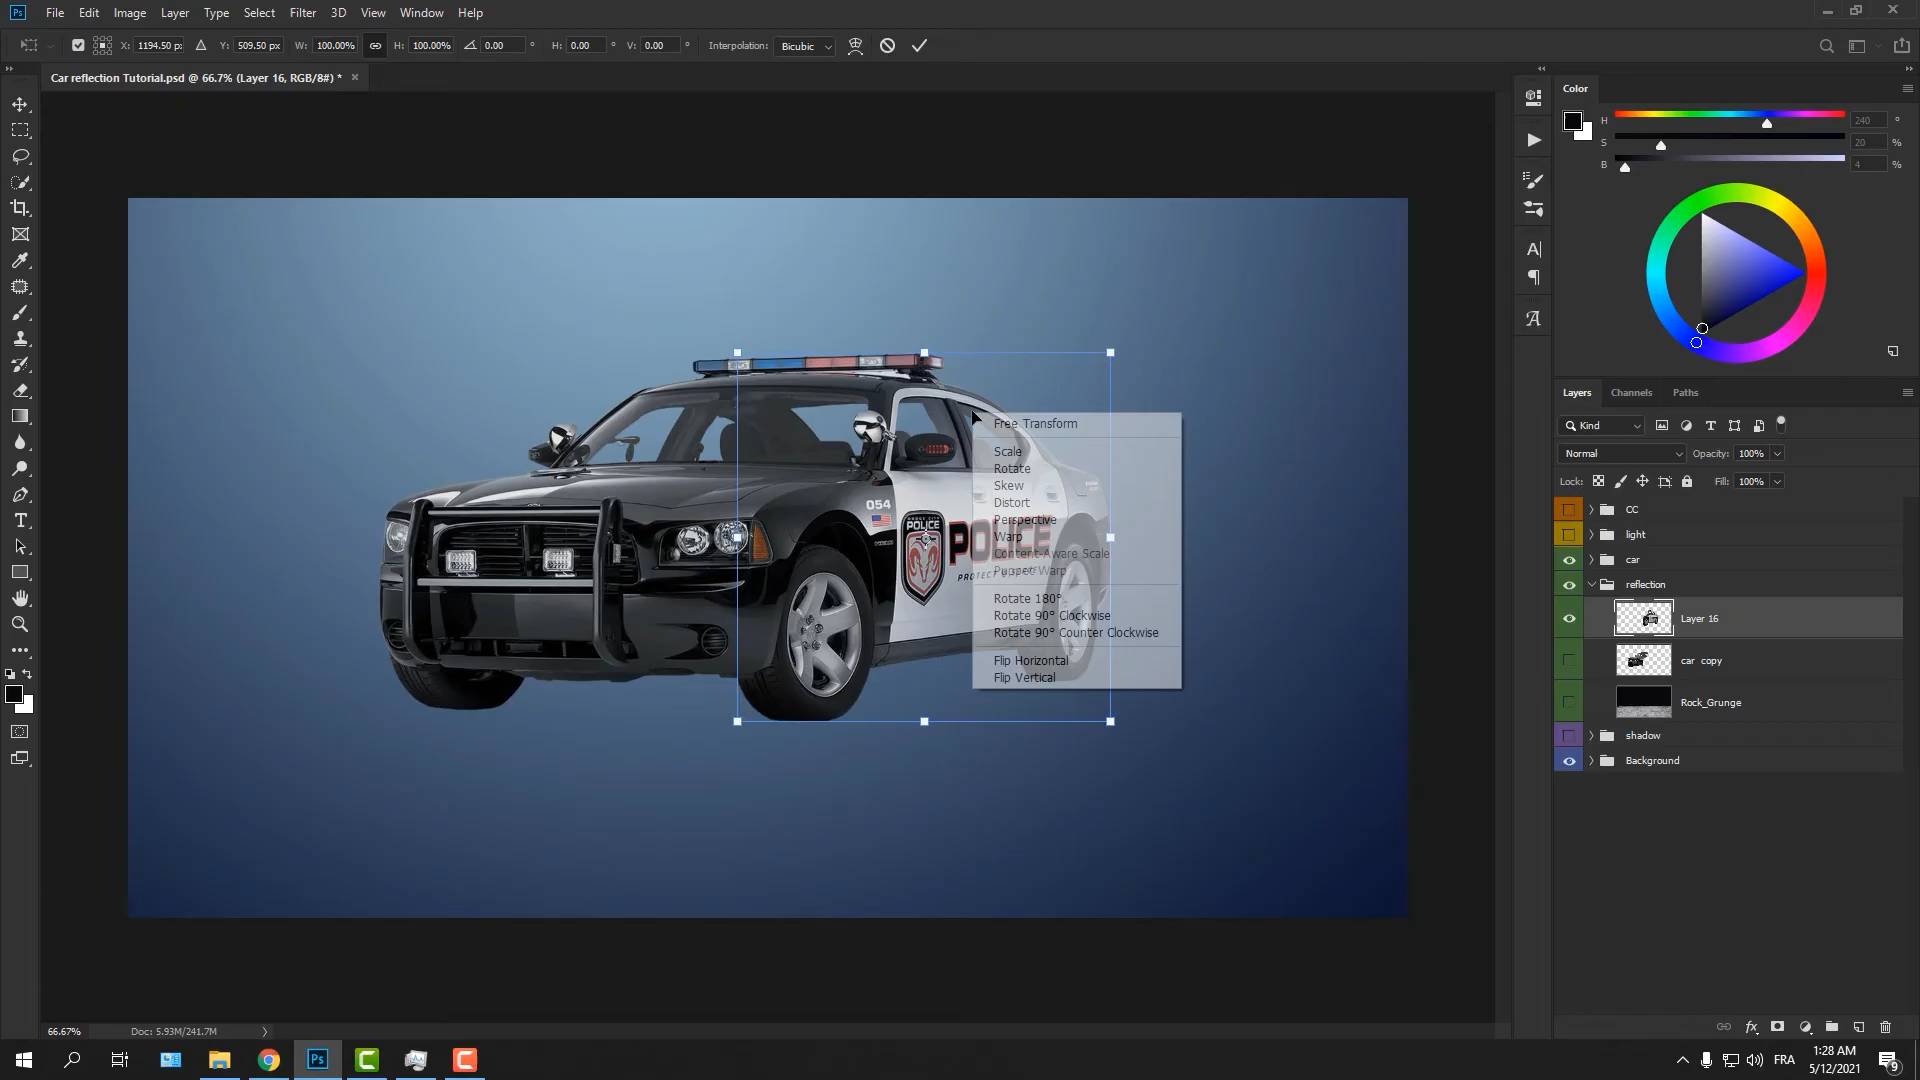 Ps File Edit Image Layer Type Select Filter 3D View Window Help
X: 1194.50 px Y: 509.50 px W: 100.00% H: 100.00% 0.00 ° H: 0.00 ° V: 0.00 ° Interpolation: Bicubic
Car reflection Tutorial.psd @ 66.7% (Layer 16, RGB/8#) *
Color
H 240 °
S 20 %
B 4 %
Free Transform
Scale
Rotate
Skew
Distort
Perspective
Warp
Content-Aware Scale
Puppet Warp
Rotate 180°
Rotate 90° Clockwise
Rotate 90° Counter Clockwise
Flip Horizontal
Flip Vertical
054
POLICE
POLICE
Layers Channels Paths
Kind
Normal Opacity: 100%
Lock: Fill: 100%
CC
light
car
reflection
Layer 16
car copy
Rock_Grunge
shadow
Background
fx
66.67% Doc: 5.93M/241.7M
Ps FRA 1:28 AM
5/12/2021 9